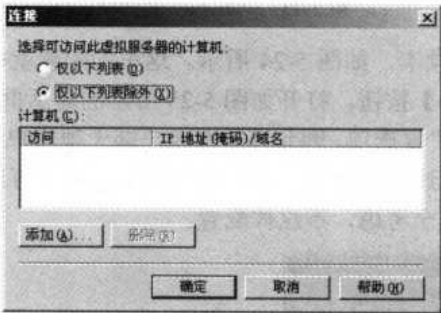 连接
选择可访问此虚拟服务器的计算机:
仅以下列表(O)
仅以下列表除外(X)
计算机(C):
访问 IP 地址(掩码)/域名
添加(A)... 删除(R)
确定 取消 帮助(H)